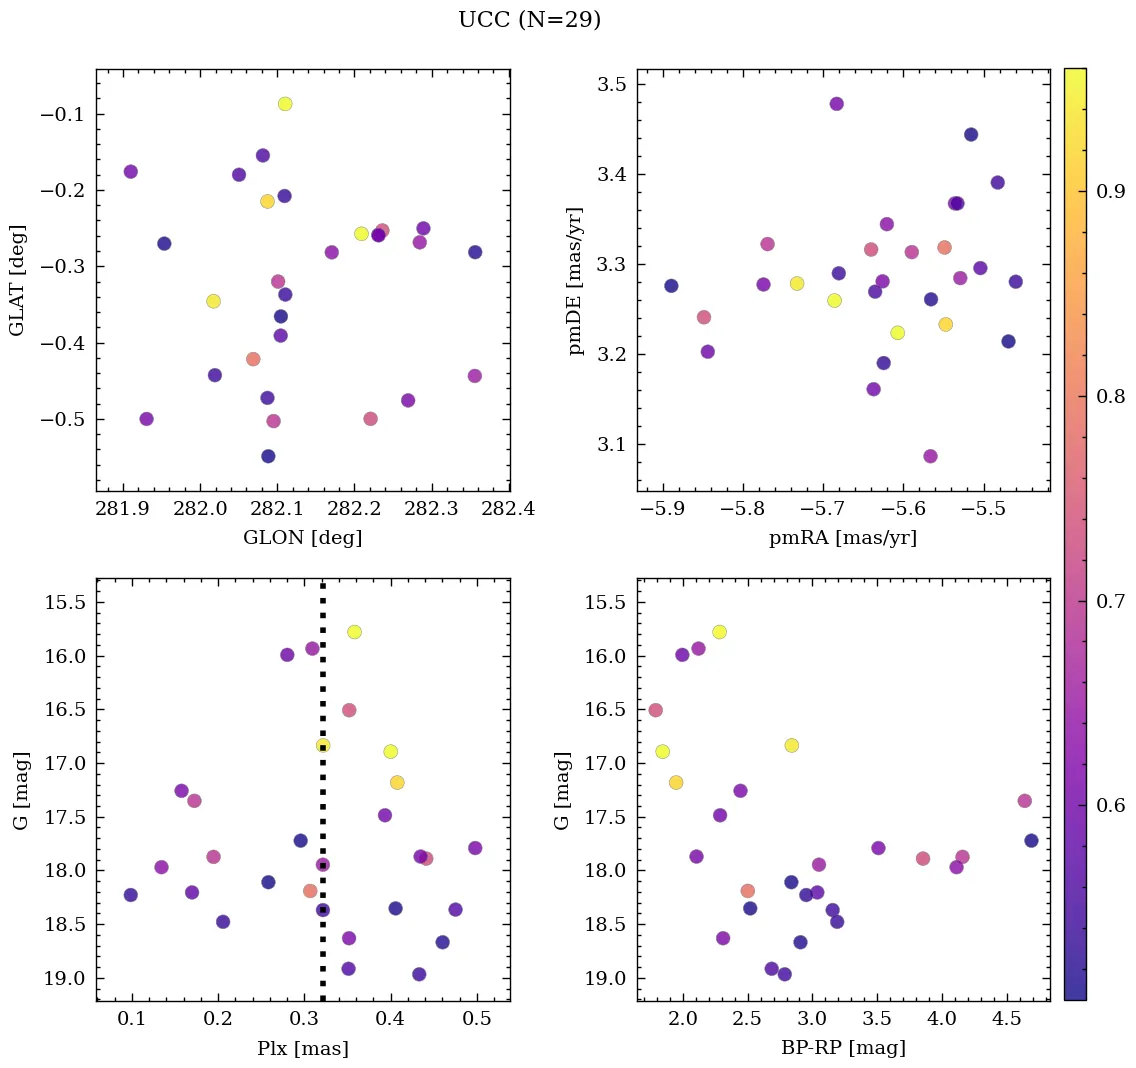 UCC (N=29)
−0.1
−0.2
−0.3
−0.4
−0.5
GLAT [deg]
281.9 282.0 282.1 282.2 282.3 282.4
GLON [deg]
3.5
3.4
3.3
3.2
3.1
pmDE [mas/yr]
−5.9 −5.8 −5.7 −5.6 −5.5
pmRA [mas/yr]
0.9
0.8
0.7
0.6
15.5
16.0
16.5
17.0
17.5
18.0
18.5
19.0
G [mag]
0.1 0.2 0.3 0.4 0.5
Plx [mas]
15.5
16.0
16.5
17.0
17.5
18.0
18.5
19.0
G [mag]
2.0 2.5 3.0 3.5 4.0 4.5
BP-RP [mag]